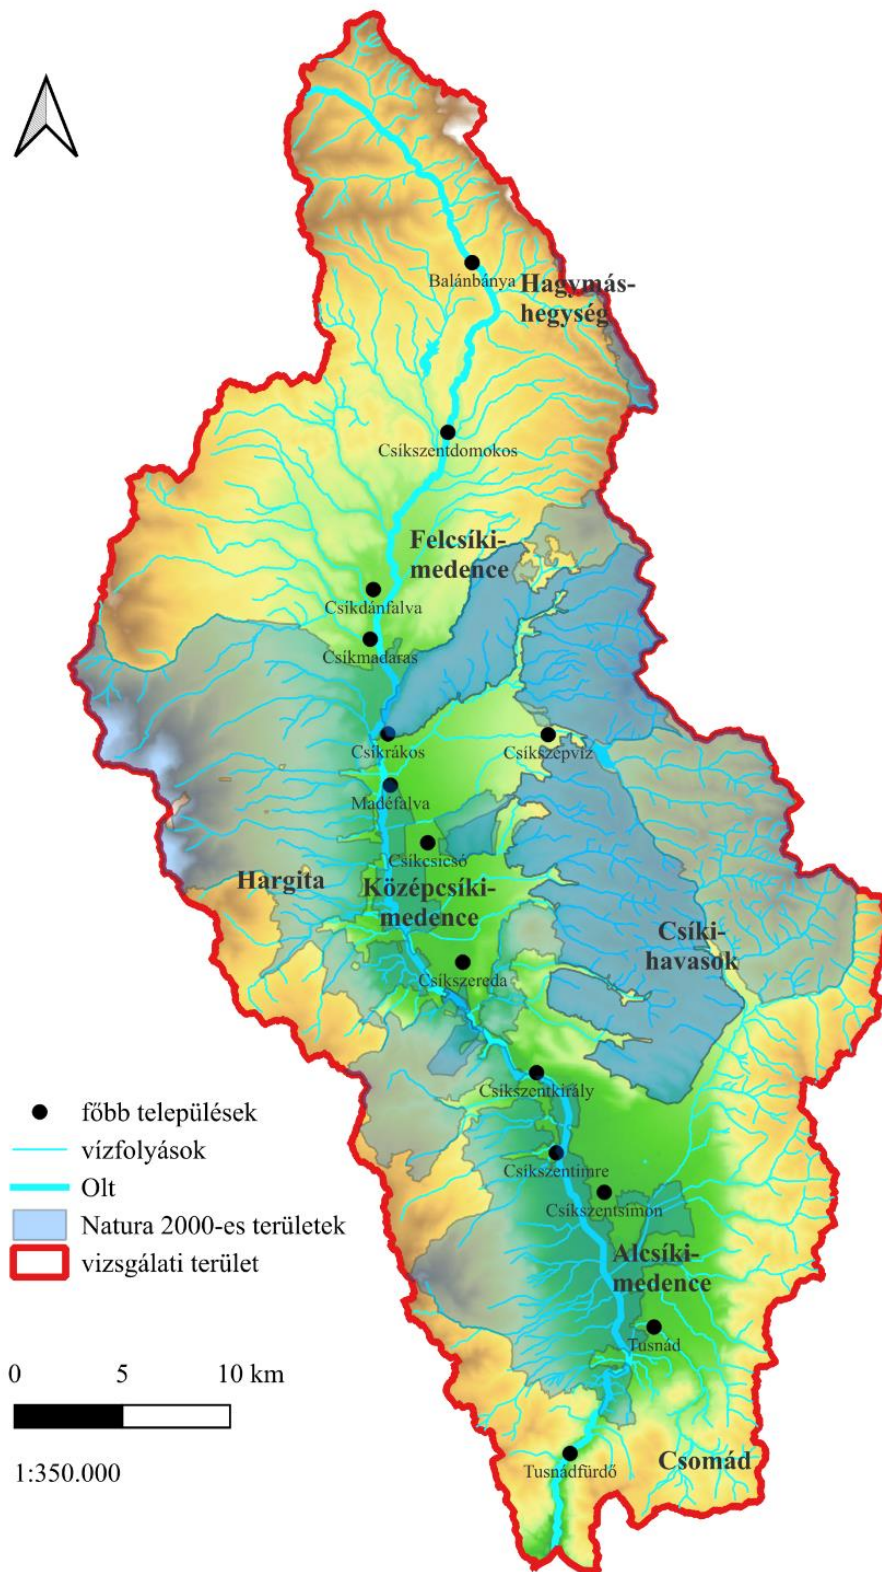 Balánbánya
Hagymás-
hegység
Csíkszentdomokos
Felcsíki-
medence
Csíkdánfalva
Csíkmadaras
Csíkrákos
Csíkszépvíz
Madéfalva
Csíkcsicsó
Hargita
Középcsíki-
medence
Csíki-
havasok
Csíkszereda
Csíkszentkirály
Csíkszentimre
Csíkszentsimon
Alcsíki-
medence
Tusnád
Tusnádfürdő
Csomád
főbb települések
vízfolyások
Olt
Natura 2000-es területek
vizsgálati terület
0 5 10 km
1:350.000